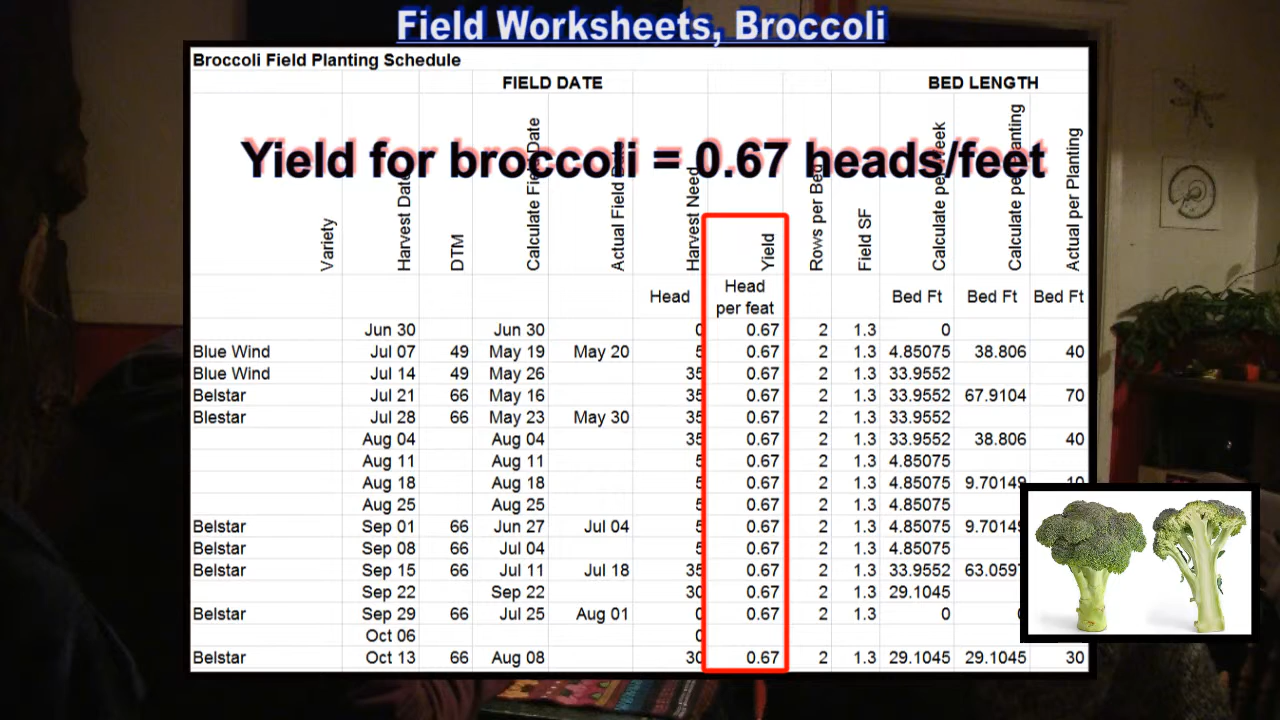 Field Worksheets, Broccoli
Broccoli Field Planting Schedule
FIELD DATE BED LENGTH
Yield for broccoli = 0.67 heads/feet
Variety Harvest Date DTM Calculate Field Date Actual Field Date Harvest Need Yield Rows per Bed Field SF Calculate per Week Calculate per Planting Actual per Planting
Head Head per feat Bed Ft Bed Ft Bed Ft
Jun 30 Jun 30 0 0.67 2 1.3 0
Blue Wind Jul 07 49 May 19 May 20 5 0.67 2 1.3 4.85075 38.806 40
Blue Wind Jul 14 49 May 26 35 0.67 2 1.3 33.9552
Belstar Jul 21 66 May 16 35 0.67 2 1.3 33.9552 67.9104 70
Blestar Jul 28 66 May 23 May 30 35 0.67 2 1.3 33.9552
Aug 04 Aug 04 35 0.67 2 1.3 33.9552 38.806 40
Aug 11 Aug 11 5 0.67 2 1.3 4.85075
Aug 18 Aug 18 5 0.67 2 1.3 4.85075 9.70149
Aug 25 Aug 25 5 0.67 2 1.3 4.85075
Belstar Sep 01 66 Jun 27 Jul 04 5 0.67 2 1.3 4.85075 9.70149
Belstar Sep 08 66 Jul 04 5 0.67 2 1.3 4.85075
Belstar Sep 15 66 Jul 11 Jul 18 35 0.67 2 1.3 33.9552 63.0597
Sep 22 Sep 22 30 0.67 2 1.3 29.1045
Belstar Sep 29 66 Jul 25 Aug 01 0 0.67 2 1.3 0 0
Oct 06 0
Belstar Oct 13 66 Aug 08 30 0.67 2 1.3 29.1045 29.1045 30